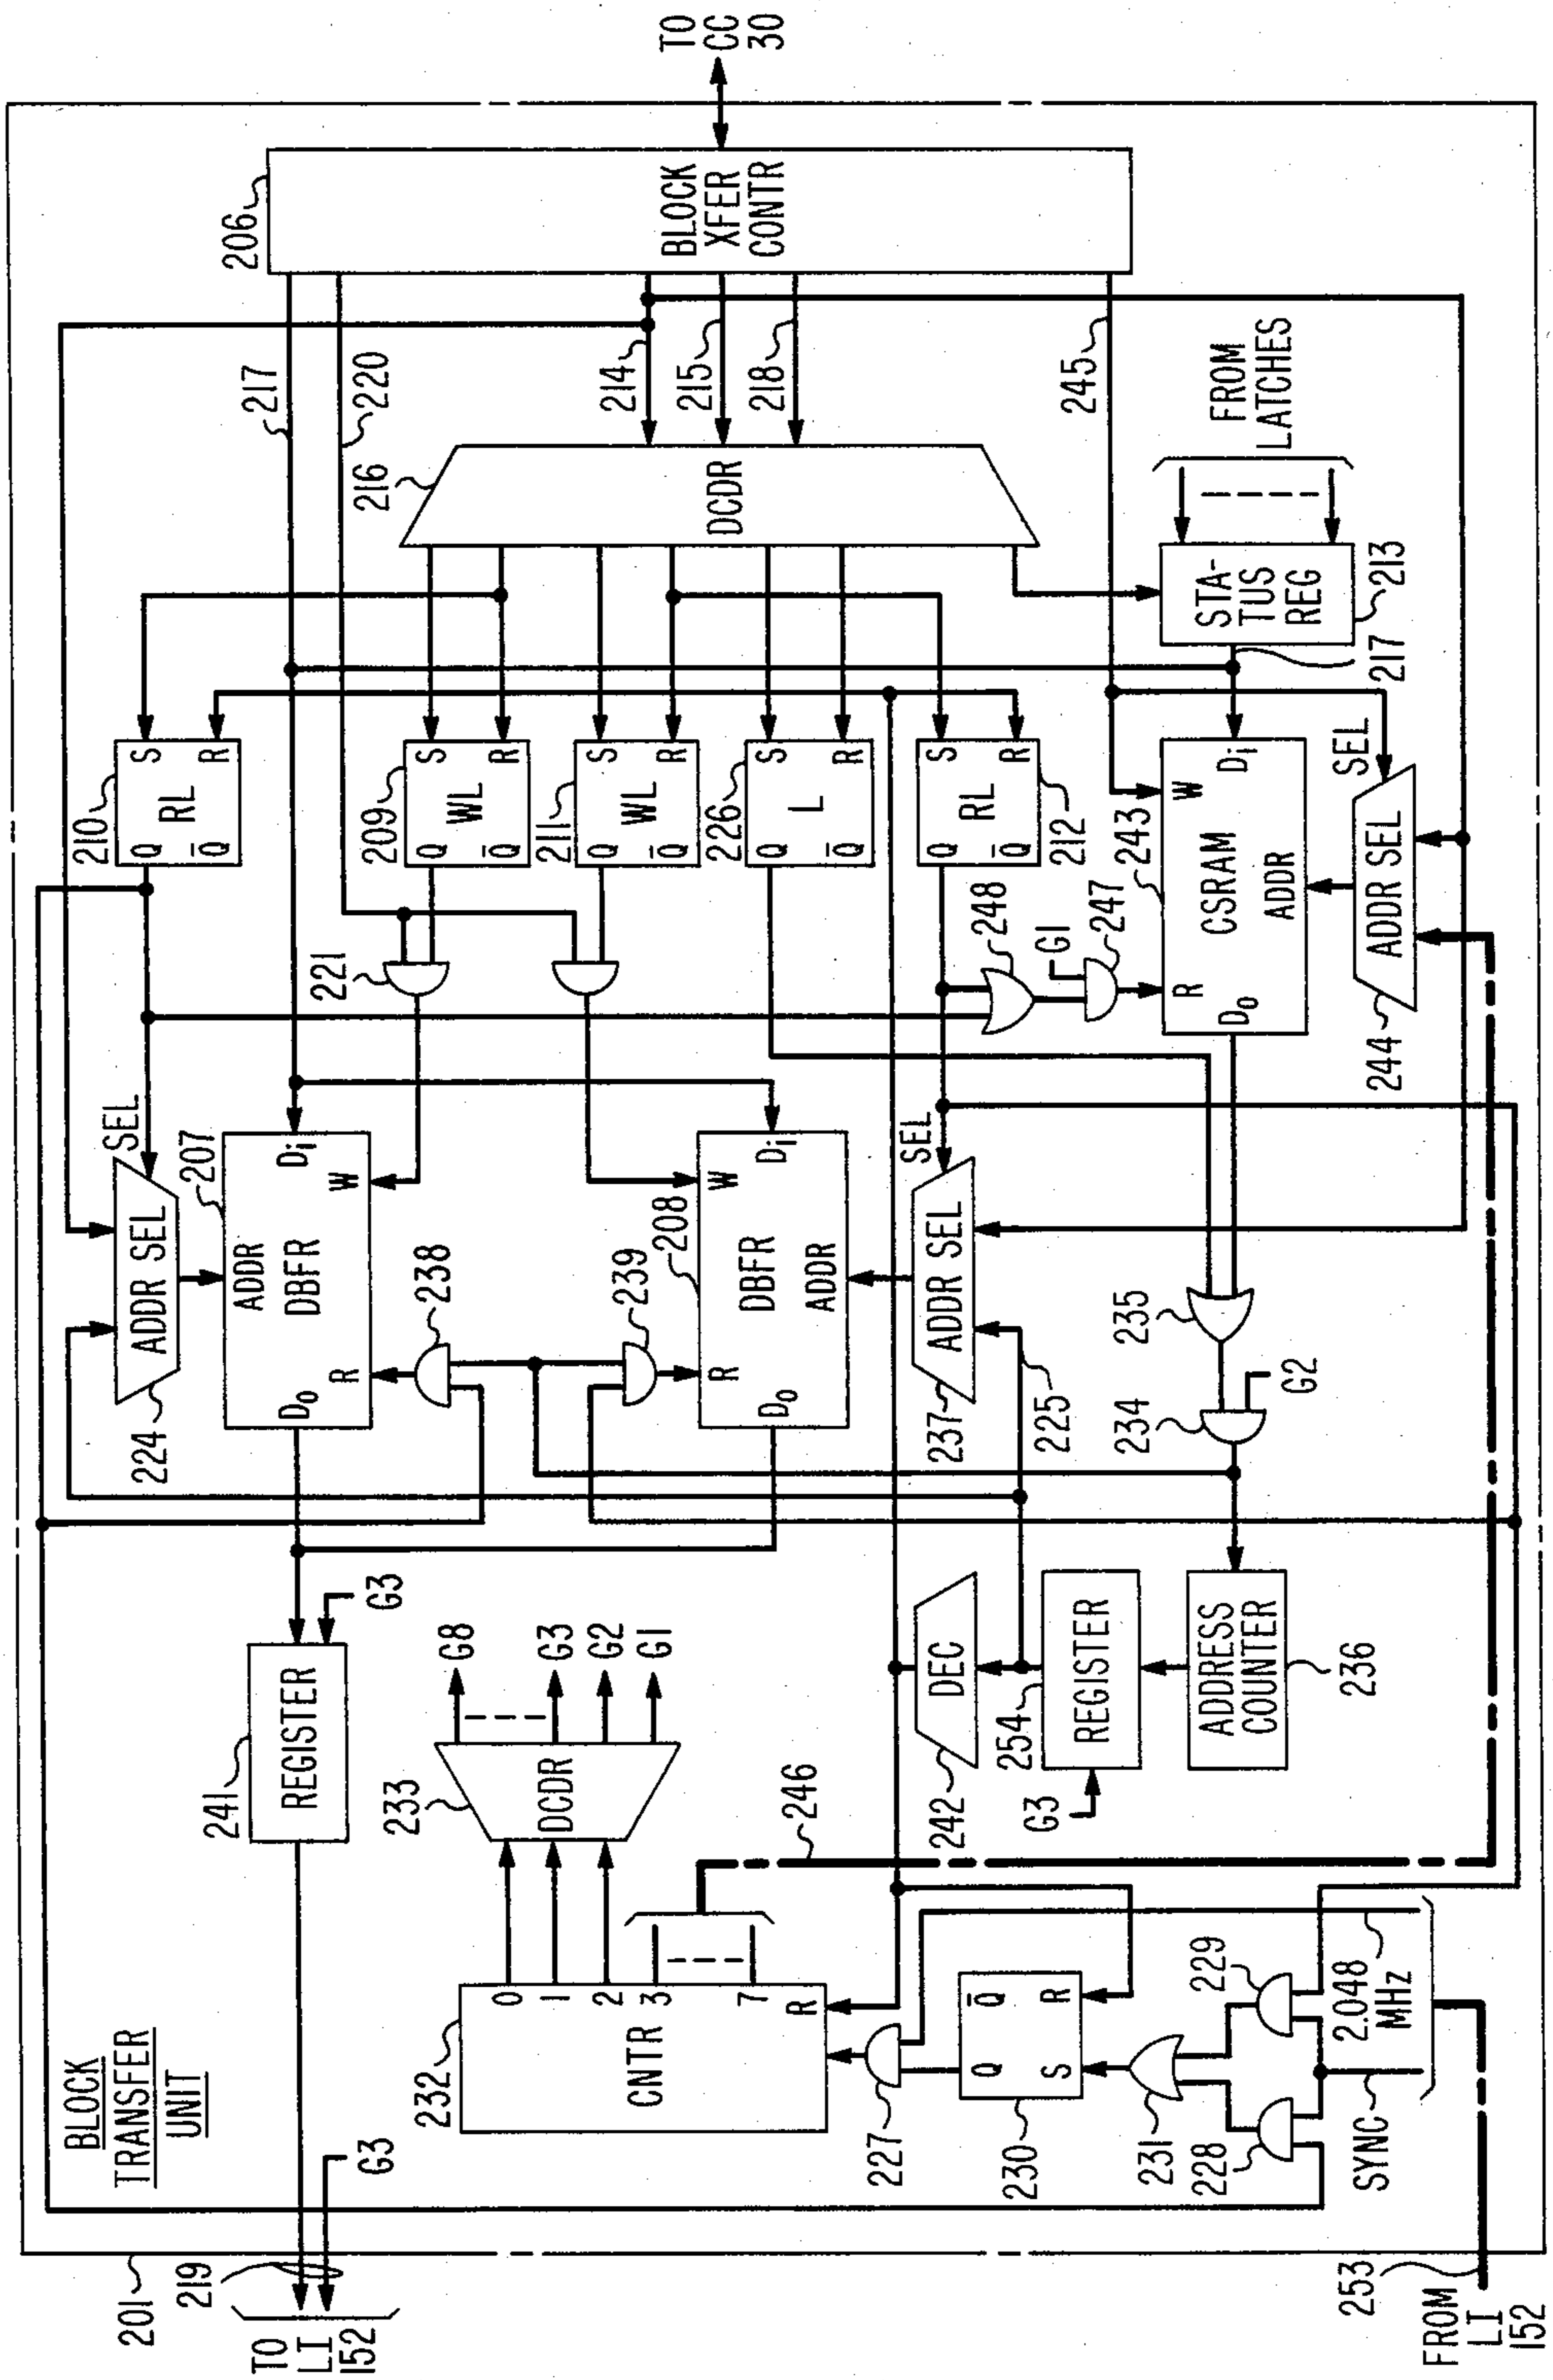 BLOCK
TRANSFER
UNIT
201
219
TO
LI
152
G3
241
REGISTER
G3
232
CNTR
0
1
2
3
7
R
233
DCDR
G8
G3
G2
G1
246
227
230
Q
Q̅
S
R
231
228
229
SYNC
2.048
MHz
253
FROM
LI
152
242
DEC
254
REGISTER
G3
236
ADDRESS
COUNTER
225
224
ADDR SEL
SEL
207
ADDR
DBFR
Di
W
R
D0
238
239
208
DBFR
ADDR
Di
W
R
D0
237
ADDR SEL
SEL
234
G2
235
221
248
G1
247
210
RL
S
R
Q
Q̅
209
WL
S
R
Q
Q̅
211
WL
S
R
Q
Q̅
226
L
S
R
Q
Q̅
RL
S
R
Q
Q̅
212
243
CSRAM
ADDR
W
Di
R
D0
244
ADDR SEL
SEL
217
220
216
DCDR
214
215
218
245
STA-
TUS
REG
213
217
FROM
LATCHES
206
BLOCK
XFER
CONTR
TO
CC
30